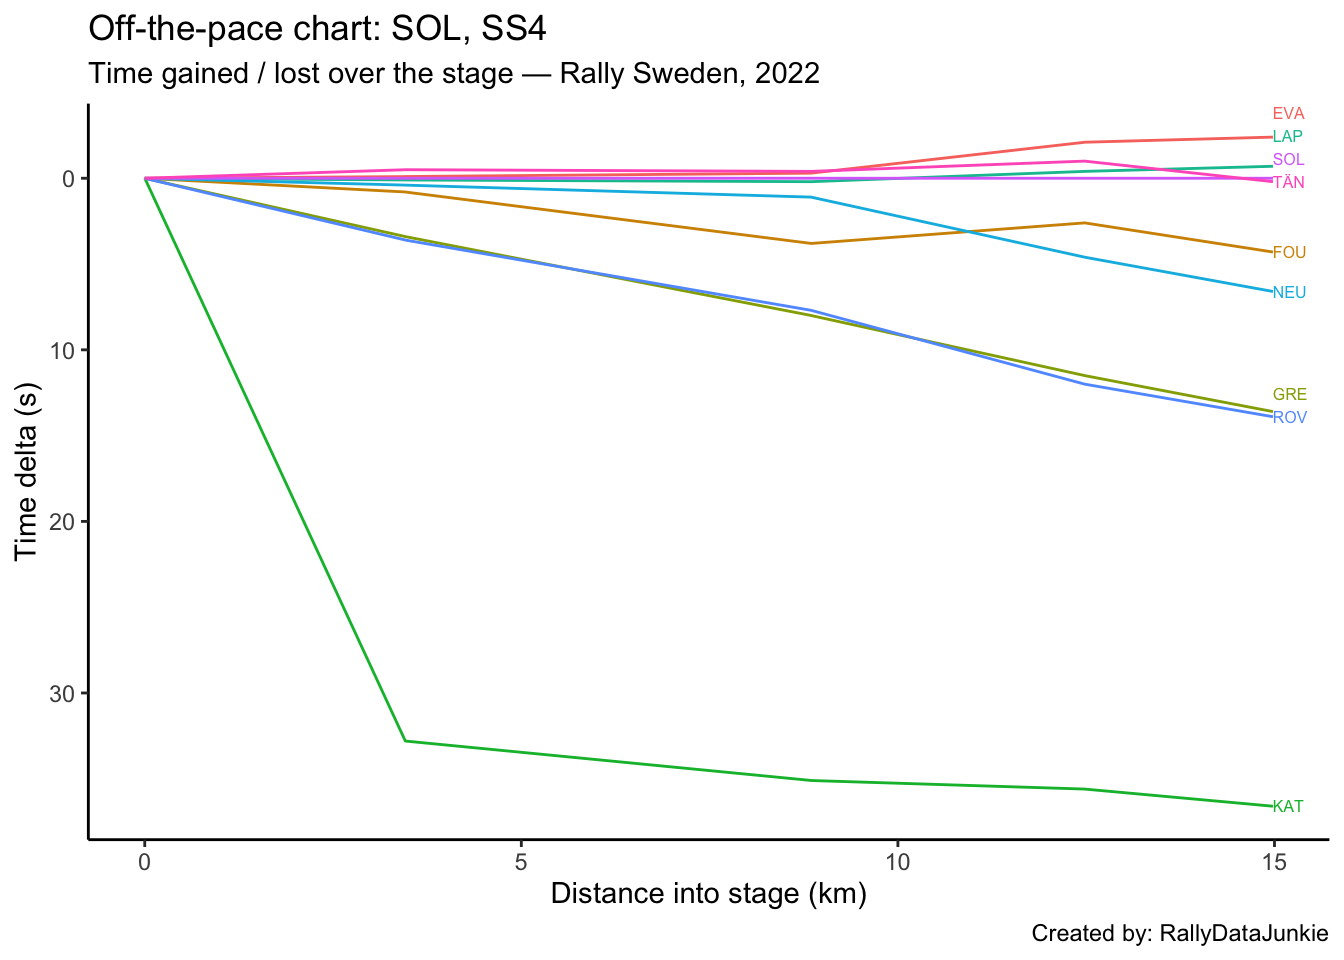 Off-the-pace chart: SOL, SS4
Time gained / lost over the stage — Rally Sweden, 2022
EVA
LAP
SOL
TÄN
FOU
NEU
GRE
ROV
KAT
0
10
20
30
Time delta (s)
0 5 10 15
Distance into stage (km)
Created by: RallyDataJunkie